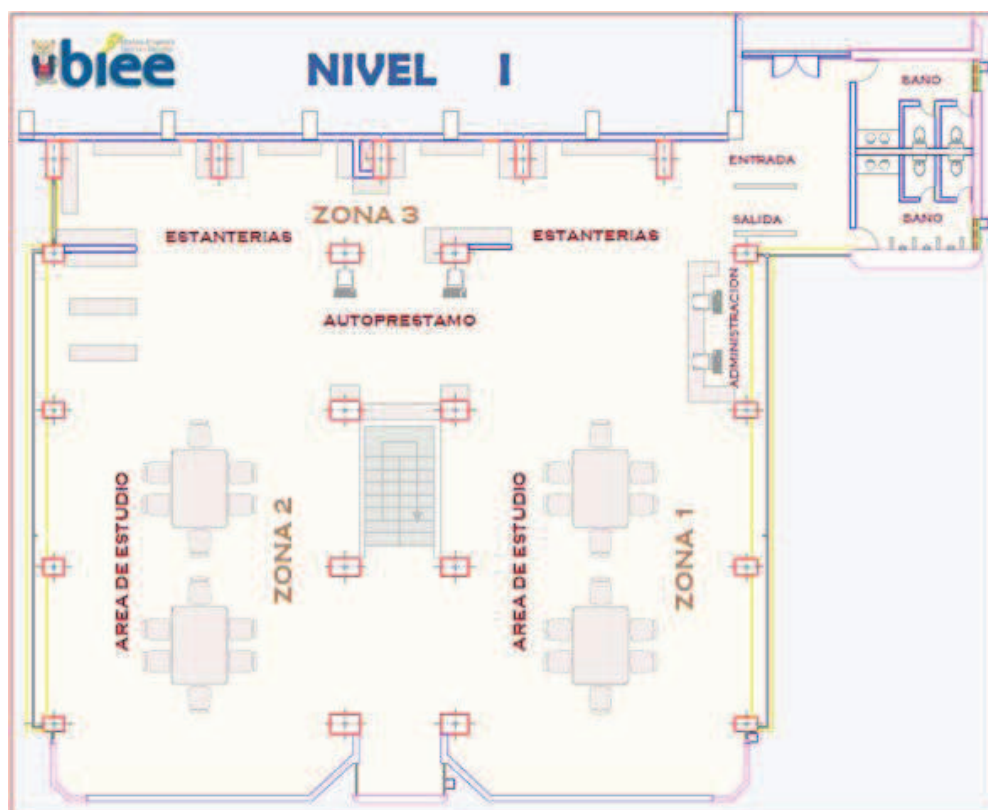 biee
NIVEL I
BAÑO
ENTRADA
SALIDA
BAÑO
ZONA 3
ESTANTERIAS
ESTANTERIAS
AUTOPRESTAMO
ADMINISTRACION
AREA DE ESTUDIO
ZONA 2
AREA DE ESTUDIO
ZONA 1